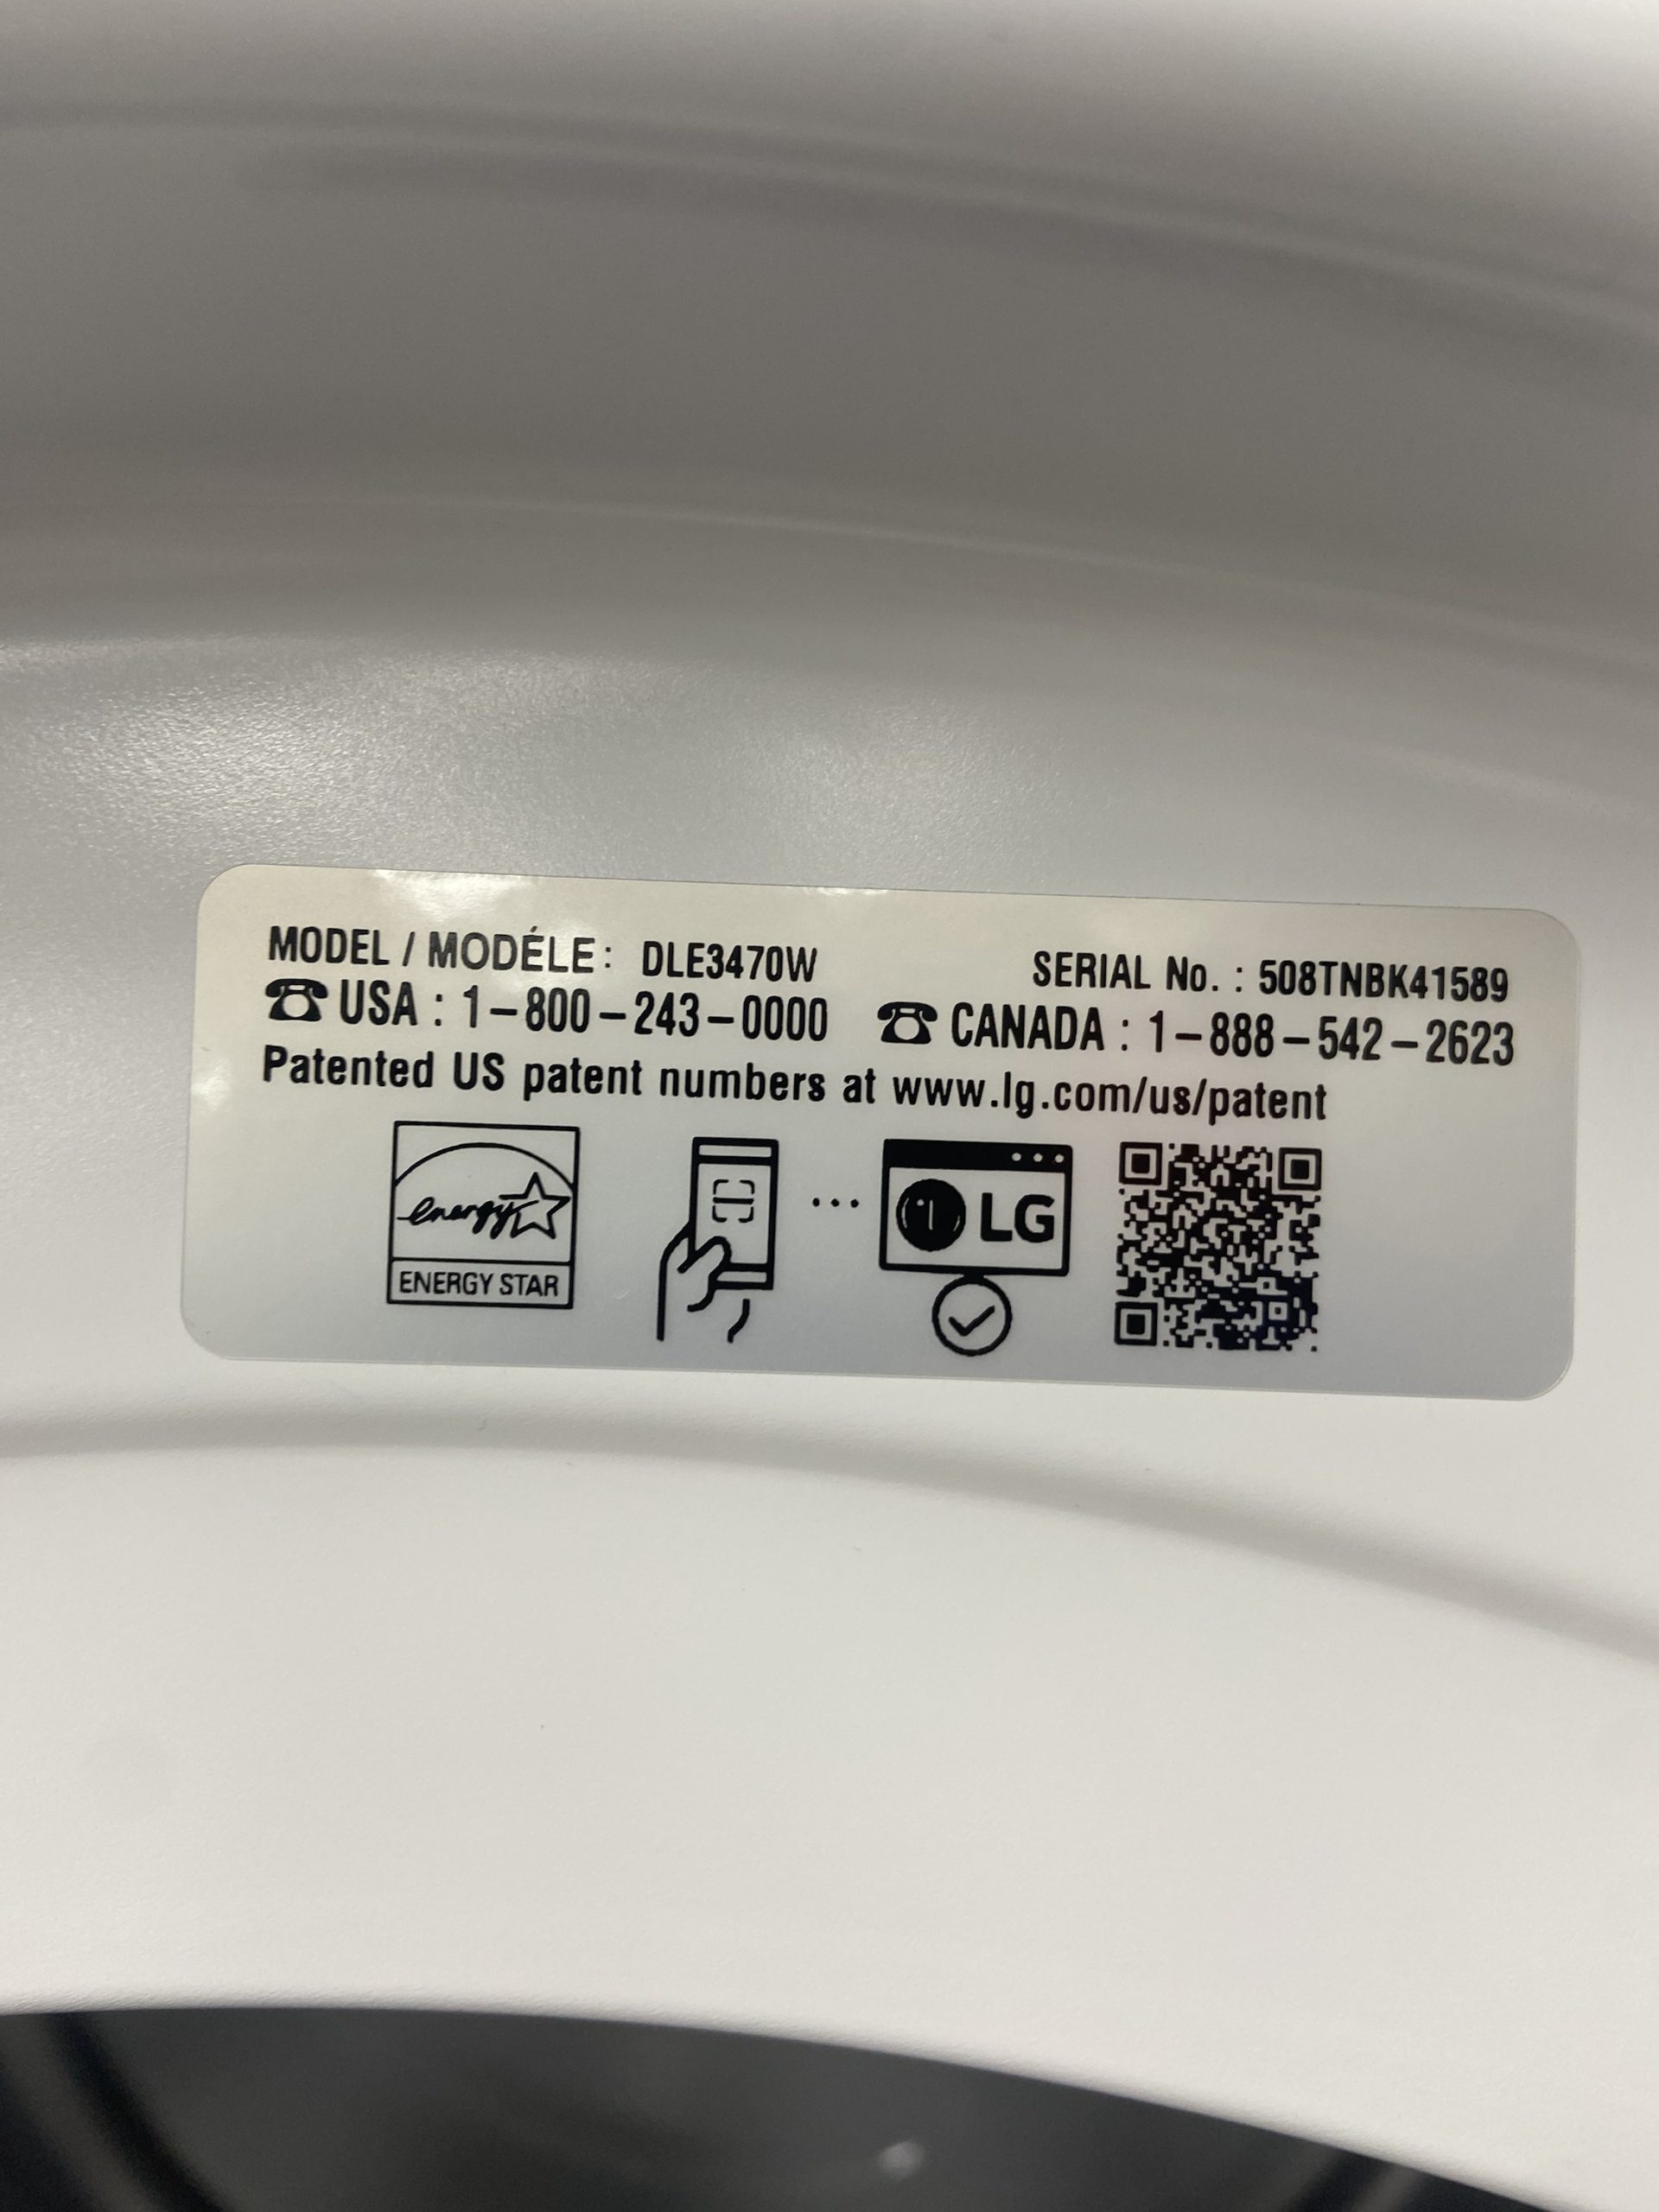 MODEL / MODÉLE: DLE3470W SERIAL No. : 508TNBK41589
☎ USA : 1-800-243-0000 ☎ CANADA : 1-888-542-2623
Patented US patent numbers at www.lg.com/us/patent
energy
LG
ENERGY STAR